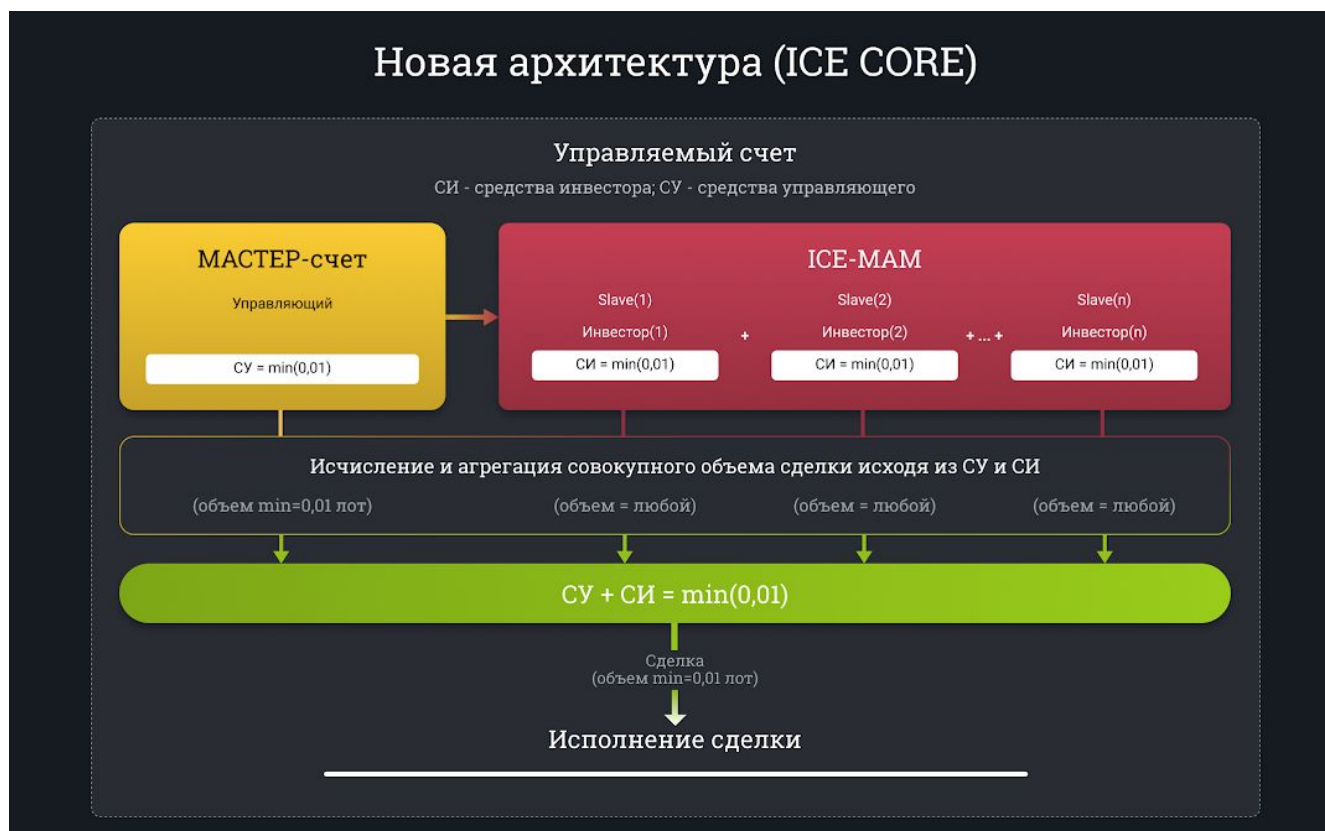 Новая архитектура (ICE CORE)
Управляемый счет
СИ - средства инвестора; СУ - средства управляющего
МАСТЕР-счет
Управляющий
СУ = min(0,01)
ICE-MAM
Slave(1)
Инвестор(1)
СИ = min(0,01)
+
Slave(2)
Инвестор(2)
СИ = min(0,01)
+ ... +
Slave(n)
Инвестор(n)
СИ = min(0,01)
Исчисление и агрегация совокупного объема сделки исходя из СУ и СИ
(объем min=0,01 лот)
(объем = любой)
(объем = любой)
(объем = любой)
СУ + СИ = min(0,01)
Сделка
(объем min=0,01 лот)
Исполнение сделки